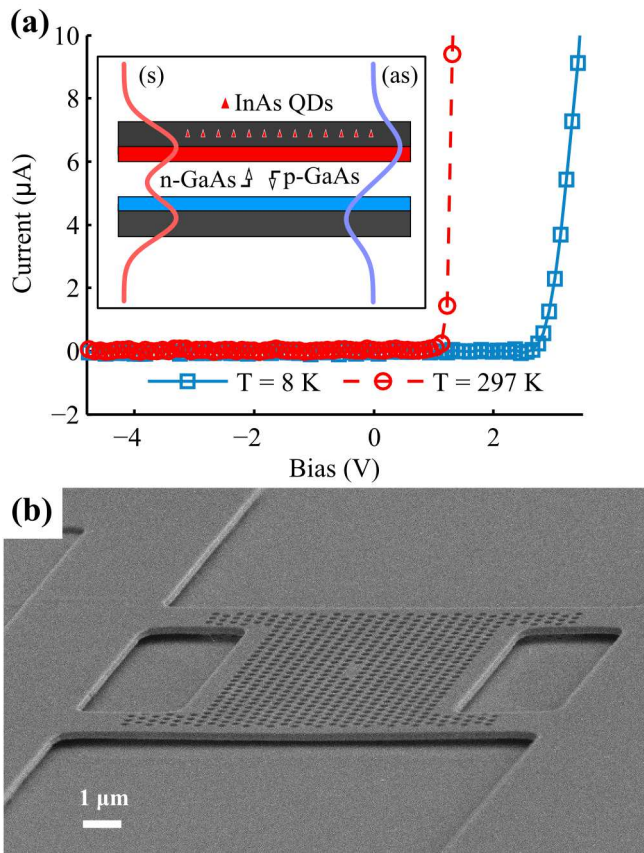 (a)
10
8
6
4
2
0
−2
Current (μA)
(s)
(as)
InAs QDs
n-GaAs
p-GaAs
T = 8 K
T = 297 K
−4
−2
0
2
Bias (V)
(b)
1 μm